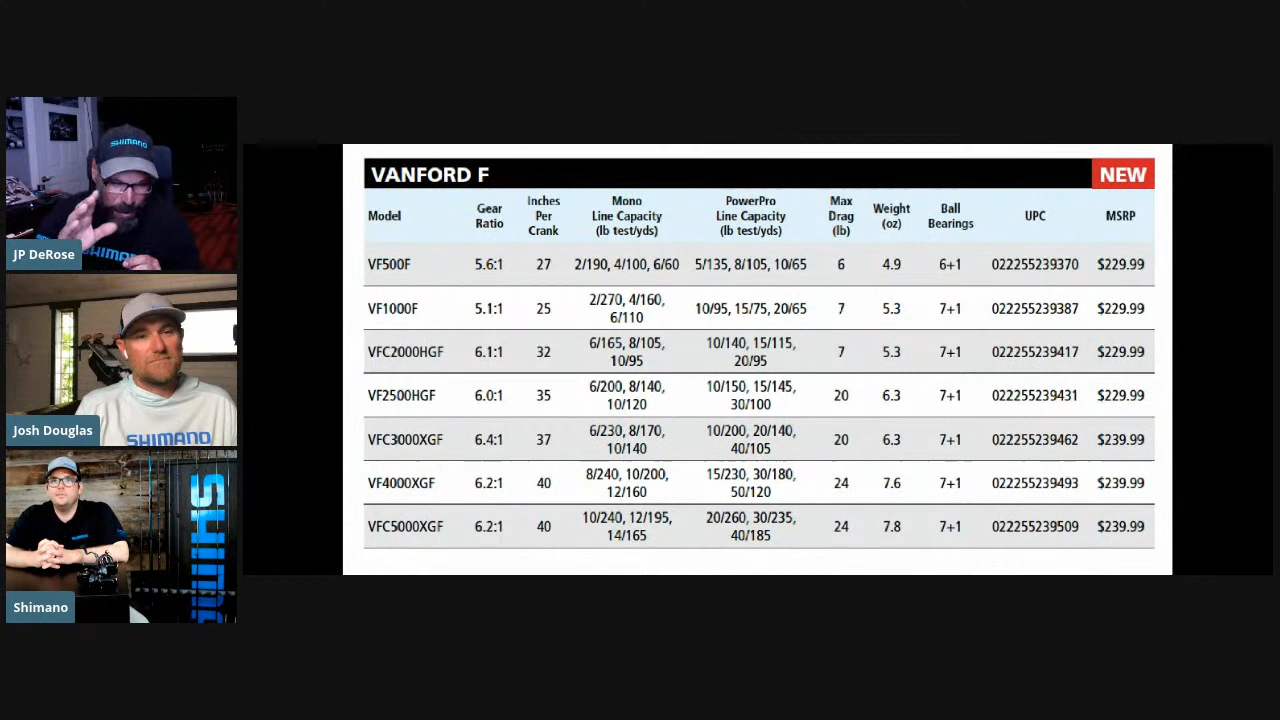 SHIMANO
SHIMANO
JP DeRose
SHIMANO
Josh Douglas
SHIMANO
Shimano
VANFORD F NEW
Model Gear Ratio Inches Per Crank Mono Line Capacity (lb test/yds) PowerPro Line Capacity (lb test/yds) Max Drag (lb) Weight (oz) Ball Bearings UPC MSRP
VF500F 5.6:1 27 2/190, 4/100, 6/60 5/135, 8/105, 10/65 6 4.9 6+1 022255239370 $229.99
VF1000F 5.1:1 25 2/270, 4/160, 6/110 10/95, 15/75, 20/65 7 5.3 7+1 022255239387 $229.99
VFC2000HGF 6.1:1 32 6/165, 8/105, 10/95 10/140, 15/115, 20/95 7 5.3 7+1 022255239417 $229.99
VF2500HGF 6.0:1 35 6/200, 8/140, 10/120 10/150, 15/145, 30/100 20 6.3 7+1 022255239431 $229.99
VFC3000XGF 6.4:1 37 6/230, 8/170, 10/140 10/200, 20/140, 40/105 20 6.3 7+1 022255239462 $239.99
VF4000XGF 6.2:1 40 8/240, 10/200, 12/160 15/230, 30/180, 50/120 24 7.6 7+1 022255239493 $239.99
VFC5000XGF 6.2:1 40 10/240, 12/195, 14/165 20/260, 30/235, 40/185 24 7.8 7+1 022255239509 $239.99